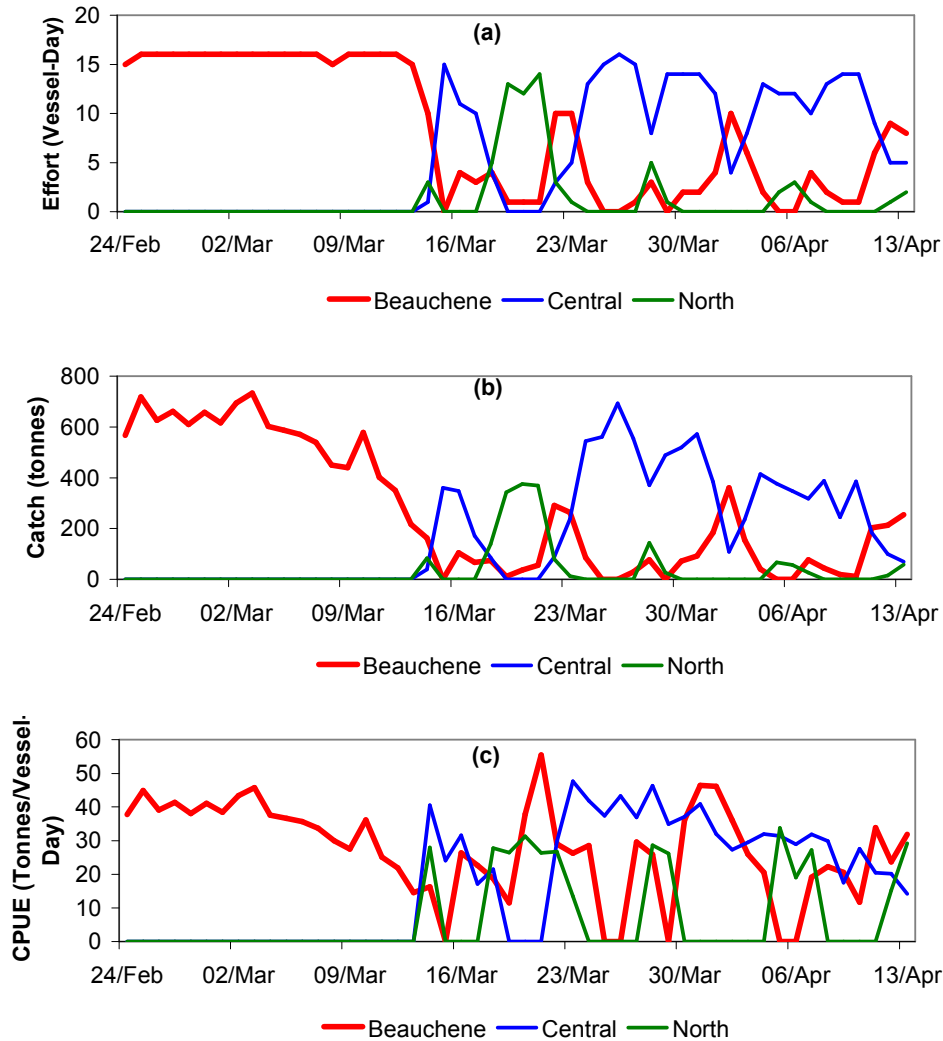 (a)
Effort (Vessel-Day)
20
15
10
5
0
24/Feb 02/Mar 09/Mar 16/Mar 23/Mar 30/Mar 06/Apr 13/Apr
Beauchene Central North
(b)
Catch (tonnes)
800
600
400
200
0
24/Feb 02/Mar 09/Mar 16/Mar 23/Mar 30/Mar 06/Apr 13/Apr
Beauchene Central North
(c)
CPUE (Tonnes/Vessel-
Day)
60
50
40
30
20
10
0
24/Feb 02/Mar 09/Mar 16/Mar 23/Mar 30/Mar 06/Apr 13/Apr
Beauchene Central North